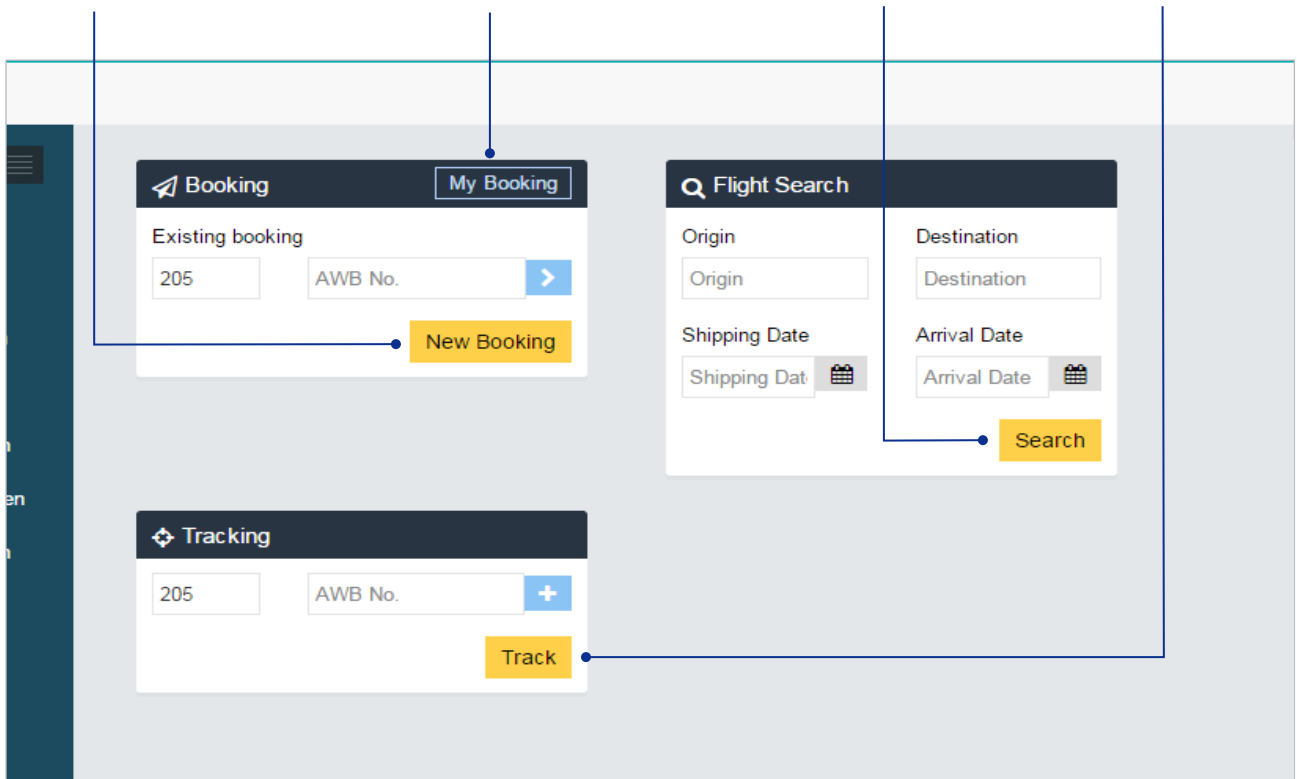 Booking
My Booking
Existing booking
205
AWB No.
New Booking
Flight Search
Origin
Destination
Origin
Destination
Shipping Date
Arrival Date
Shipping Dat
Arrival Date
Search
Tracking
205
AWB No.
Track
en